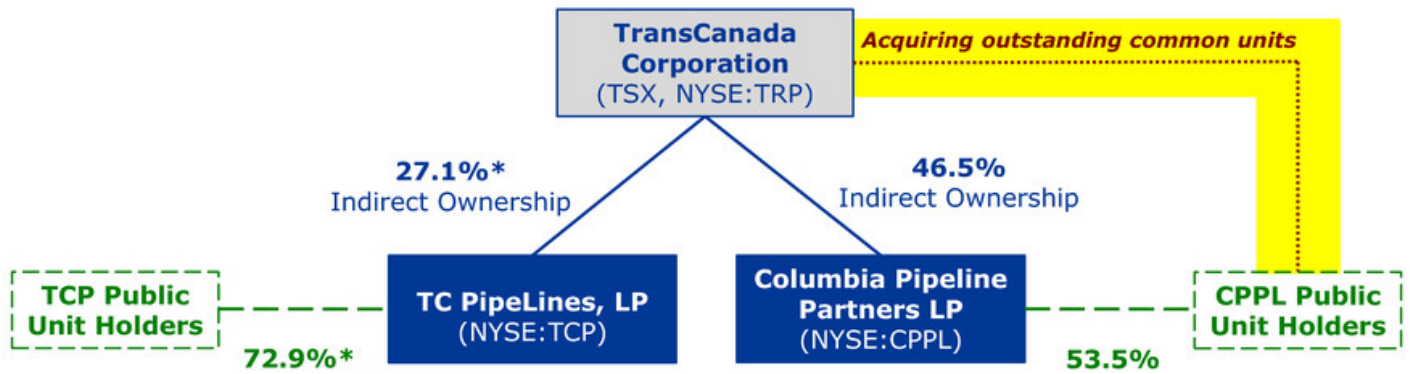 TransCanada
Corporation
(TSX, NYSE:TRP)
Acquiring outstanding common units
27.1%*
Indirect Ownership
46.5%
Indirect Ownership
TCP Public
Unit Holders
72.9%*
TC PipeLines, LP
(NYSE:TCP)
Columbia Pipeline
Partners LP
(NYSE:CPPL)
53.5%
CPPL Public
Unit Holders